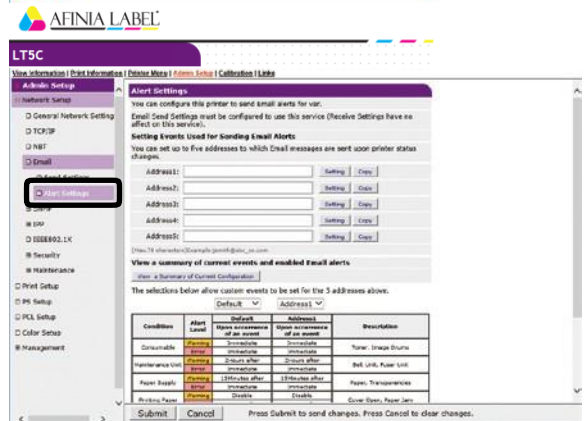 AFINIA LABEL
LT5C
View Information | Print Information | Printer Menu | Admin Setup | Calibration | Links
Admin Setup
Network Setup
General Network Setting
TCP/IP
NBT
Email
Send Settings
Alert Settings
SNMP
IPP
IEEE802.1X
Security
Maintenance
Print Setup
PS Setup
PCL Setup
Color Setup
Management
Alert Settings
You can configure this printer to send Email alerts for var.
Email Send Settings must be configured to use this service (Receive Settings have no
affect on this service).
Setting Events Used for Sending Email Alerts
You can set up to five addresses to which Email messages are sent upon printer status
changes.
Address1: Setting Copy
Address2: Setting Copy
Address3: Setting Copy
Address4: Setting Copy
Address5: Setting Copy
View a summary of current events and enabled Email alerts
View a Summary of Current Configuration
The selections below allow custom events to be set for the 5 addresses above.
Default Address1
Condition Alert Level Default Upon occurrence of an event Address1 Upon occurrence of an event Description
Consumable Warning Immediate Immediate Toner, Image Drums
Error Immediate Immediate
Maintenance Unit Warning 2hours after 2hours after Belt Unit, Fuser Unit
Error Immediate Immediate
Paper Supply Warning 15Minutes after 15Minutes after Paper, Transparencies
Error Immediate Immediate
Printing Paper Warning Disable Disable Cover Open, Paper Jam
Submit Cancel Press Submit to send changes. Press Cancel to clear changes.